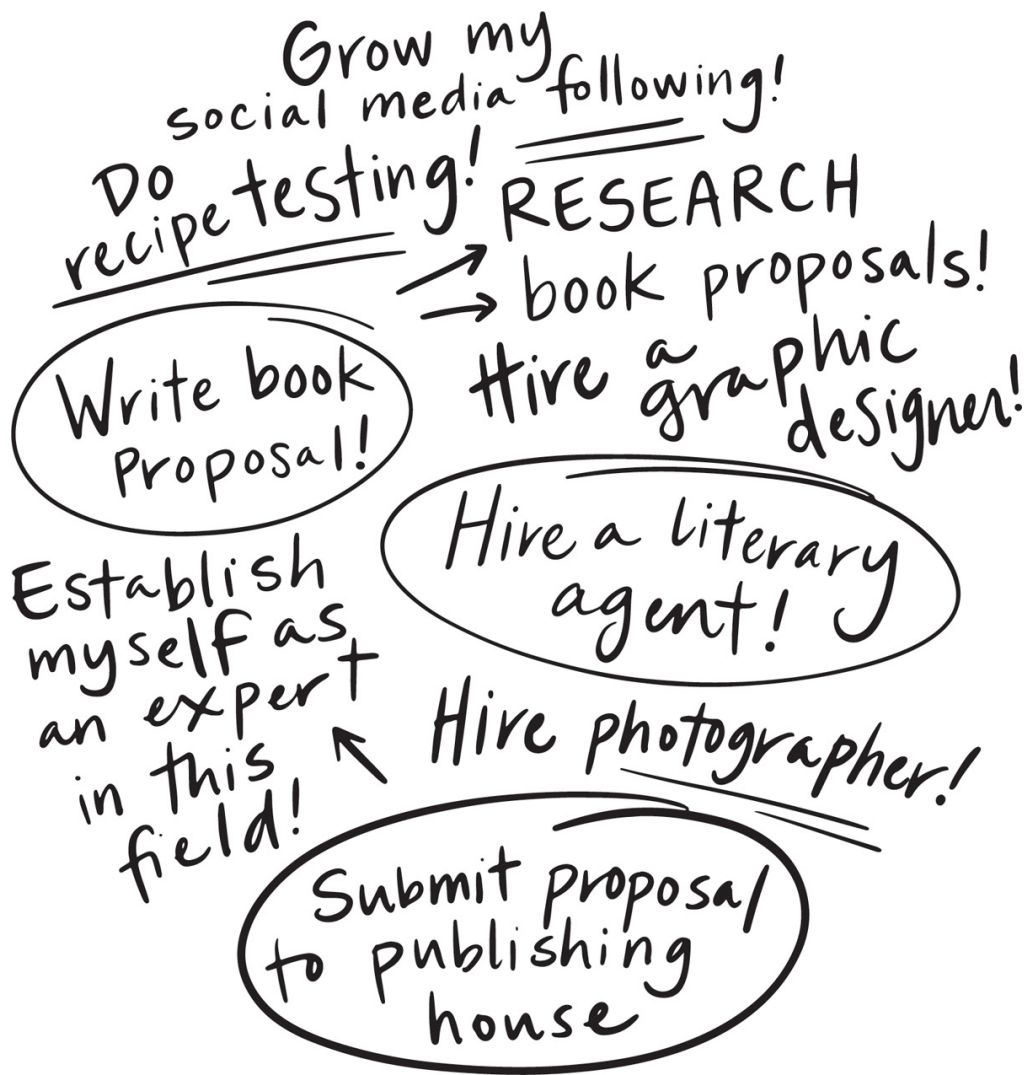 Grow my
social media following!
Do
recipe testing!
RESEARCH
book proposals!
Write book
Proposal!
Hire a graphic
designer!
Hire a literary
agent!
Establish
myself as
an expert
in this
field!
Hire photographer!
Submit proposal
to publishing
house